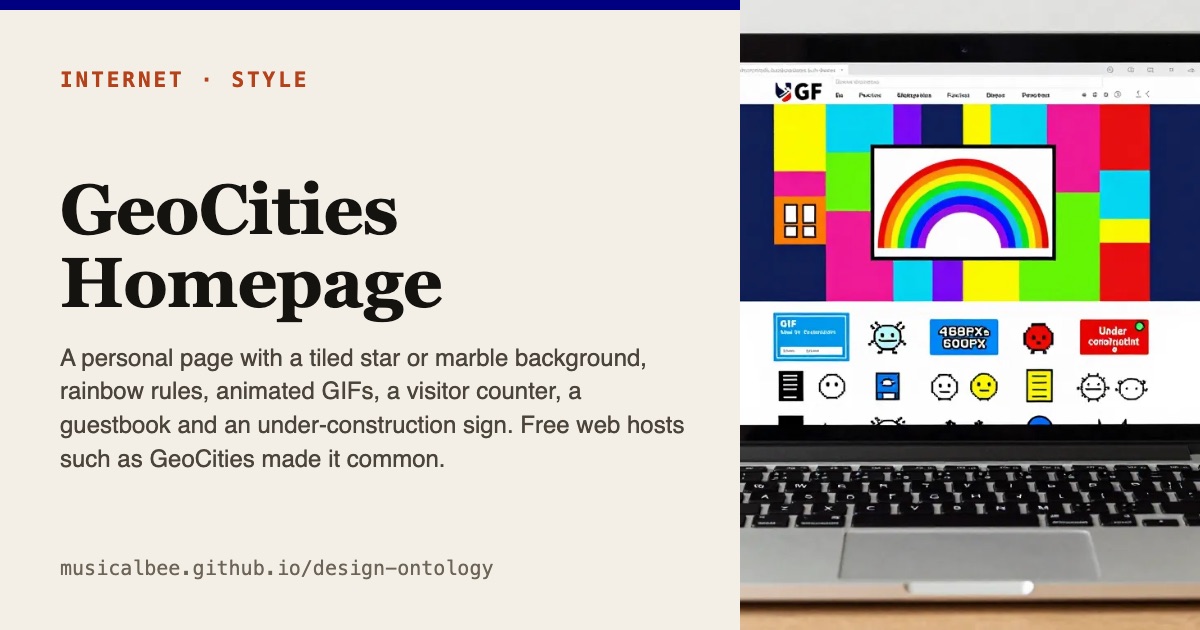 INTERNET · STYLE
GeoCities
Homepage
A personal page with a tiled star or marble background,
rainbow rules, animated GIFs, a visitor counter, a
guestbook and an under-construction sign. Free web hosts
such as GeoCities made it common.
musicalbee.github.io/design-ontology
GF
GIF
468PXs
600PX
Under